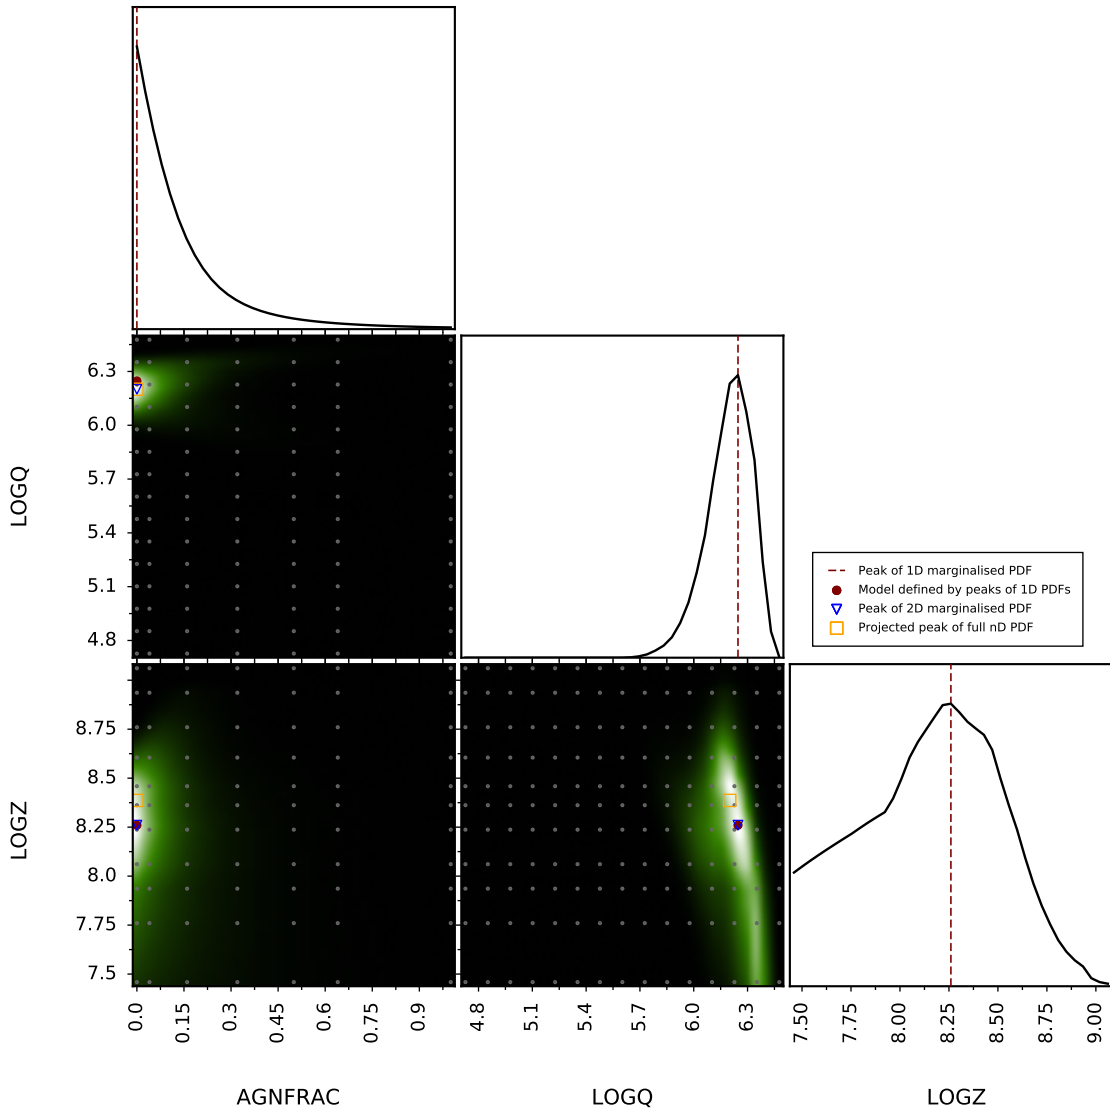 6.3
6.0
5.7
5.4
5.1
4.8
LOGQ
Peak of 1D marginalised PDF
Model defined by peaks of 1D PDFs
Peak of 2D marginalised PDF
Projected peak of full nD PDF
8.75
8.5
8.25
8.0
7.75
7.5
LOGZ
0.0 0.15 0.3 0.45 0.6 0.75 0.9
4.8 5.1 5.4 5.7 6.0 6.3
7.50 7.75 8.00 8.25 8.50 8.75 9.00
AGNFRAC LOGQ LOGZ